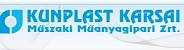 KUNPLAST KARSAI
Műszaki Műanyagipari Zrt.